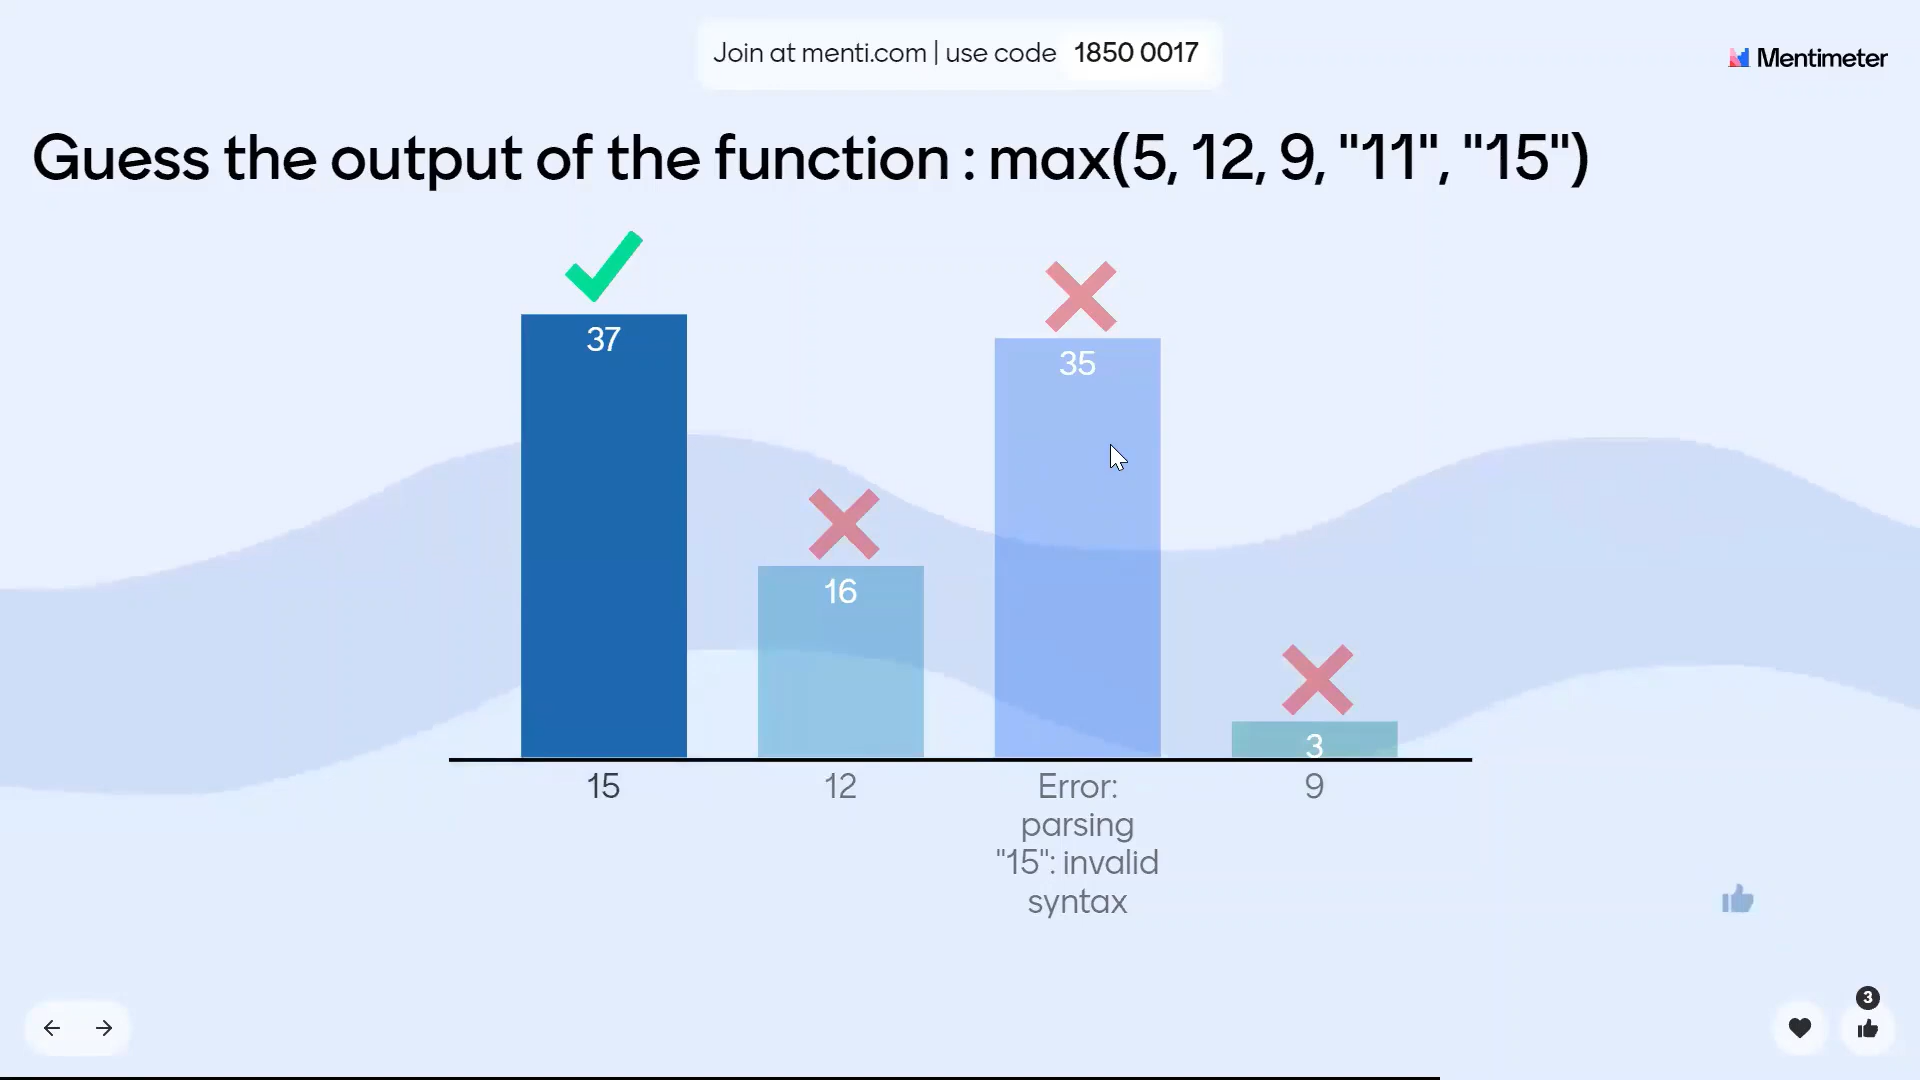 Join at menti.com | use code 1850 0017
Mentimeter
Guess the output of the function : max(5, 12, 9, "11", "15")
37
35
16
3
15
12
Error:
parsing
"15": invalid
syntax
9
3